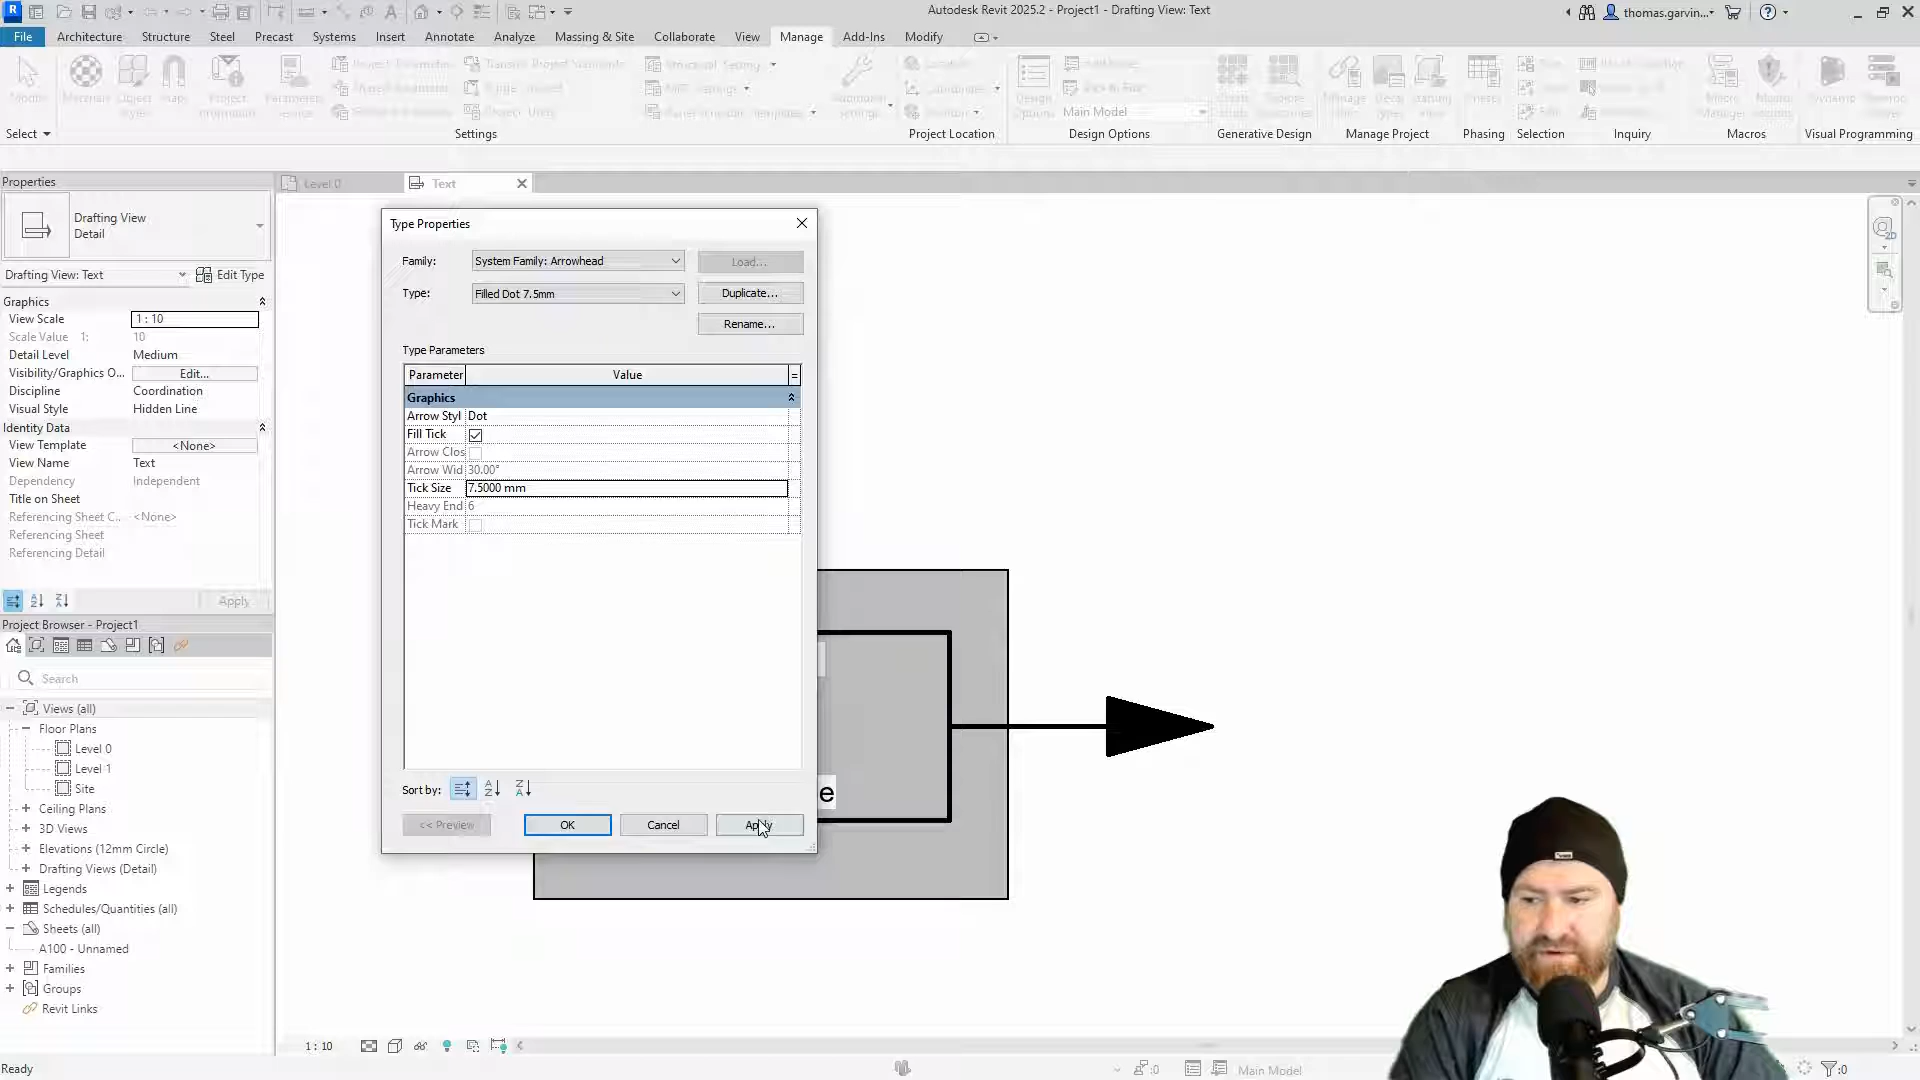 Autodesk Revit 2025.2 - Project1 - Drafting View: Text
thomas.garvin...
File Architecture Structure Steel Precast Systems Insert Annotate Analyze Massing & Site Collaborate View Manage Add-Ins Modify
Main Model
Select Settings Project Location Design Options Generative Design Manage Project Phasing Selection Inquiry Macros Visual Programming
Properties
Level 0 Text
Drafting View
Detail
Drafting View: Text Edit Type
Graphics
View Scale 1 : 10
Scale Value 1: 10
Detail Level Medium
Visibility/Graphics O... Edit...
Discipline Coordination
Visual Style Hidden Line
Identity Data
View Template <None>
View Name Text
Dependency Independent
Title on Sheet
Referencing Sheet C... <None>
Referencing Sheet
Referencing Detail
Apply
Project Browser - Project1
Search
Views (all)
Floor Plans
Level 0
Level 1
Site
Ceiling Plans
3D Views
Elevations (12mm Circle)
Drafting Views (Detail)
Legends
Schedules/Quantities (all)
Sheets (all)
A100 - Unnamed
Families
Groups
Revit Links
Type Properties
Family: System Family: Arrowhead Load...
Type: Filled Dot 7.5mm Duplicate...
Rename...
Type Parameters
Parameter Value =
Graphics
Arrow Styl Dot
Fill Tick
Arrow Clos
Arrow Wid 30.00°
Tick Size 7.5000 mm
Heavy End 6
Tick Mark
Sort by:
<< Preview OK Cancel Apply
e
1 : 10
Ready
:0
Main Model
:0